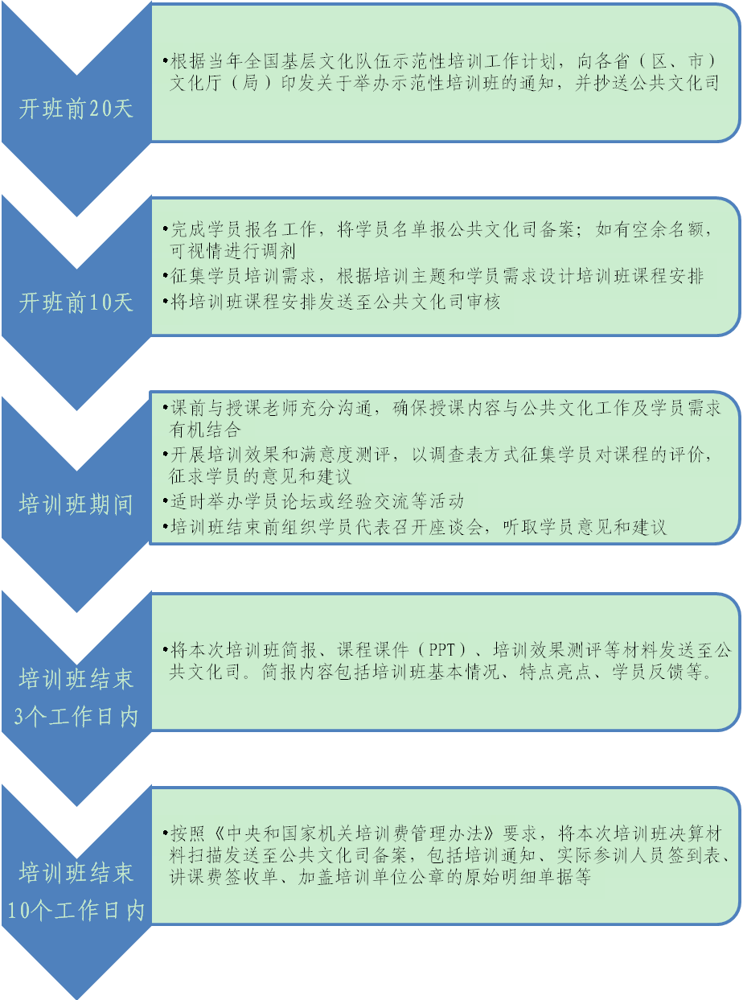 开班前20天
•根据当年全国基层文化队伍示范性培训工作计划，向各省（区、市）
文化厅（局）印发关于举办示范性培训班的通知，并抄送公共文化司
开班前10天
•完成学员报名工作，将学员名单报公共文化司备案；如有空余名额，
可视情进行调剂
•征集学员培训需求，根据培训主题和学员需求设计培训班课程安排
•将培训班课程安排发送至公共文化司审核
培训班期间
•课前与授课老师充分沟通，确保授课内容与公共文化工作及学员需求
有机结合
•开展培训效果和满意度测评，以调查表方式征集学员对课程的评价，
征求学员的意见和建议
•适时举办学员论坛或经验交流等活动
•培训班结束前组织学员代表召开座谈会，听取学员意见和建议
培训班结束
3个工作日内
•将本次培训班简报、课程课件（PPT）、培训效果测评等材料发送至公
共文化司。简报内容包括培训班基本情况、特点亮点、学员反馈等。
培训班结束
10个工作日内
•按照《中央和国家机关培训费管理办法》要求，将本次培训班决算材
料扫描发送至公共文化司备案，包括培训通知、实际参训人员签到表、
讲课费签收单、加盖培训单位公章的原始明细单据等